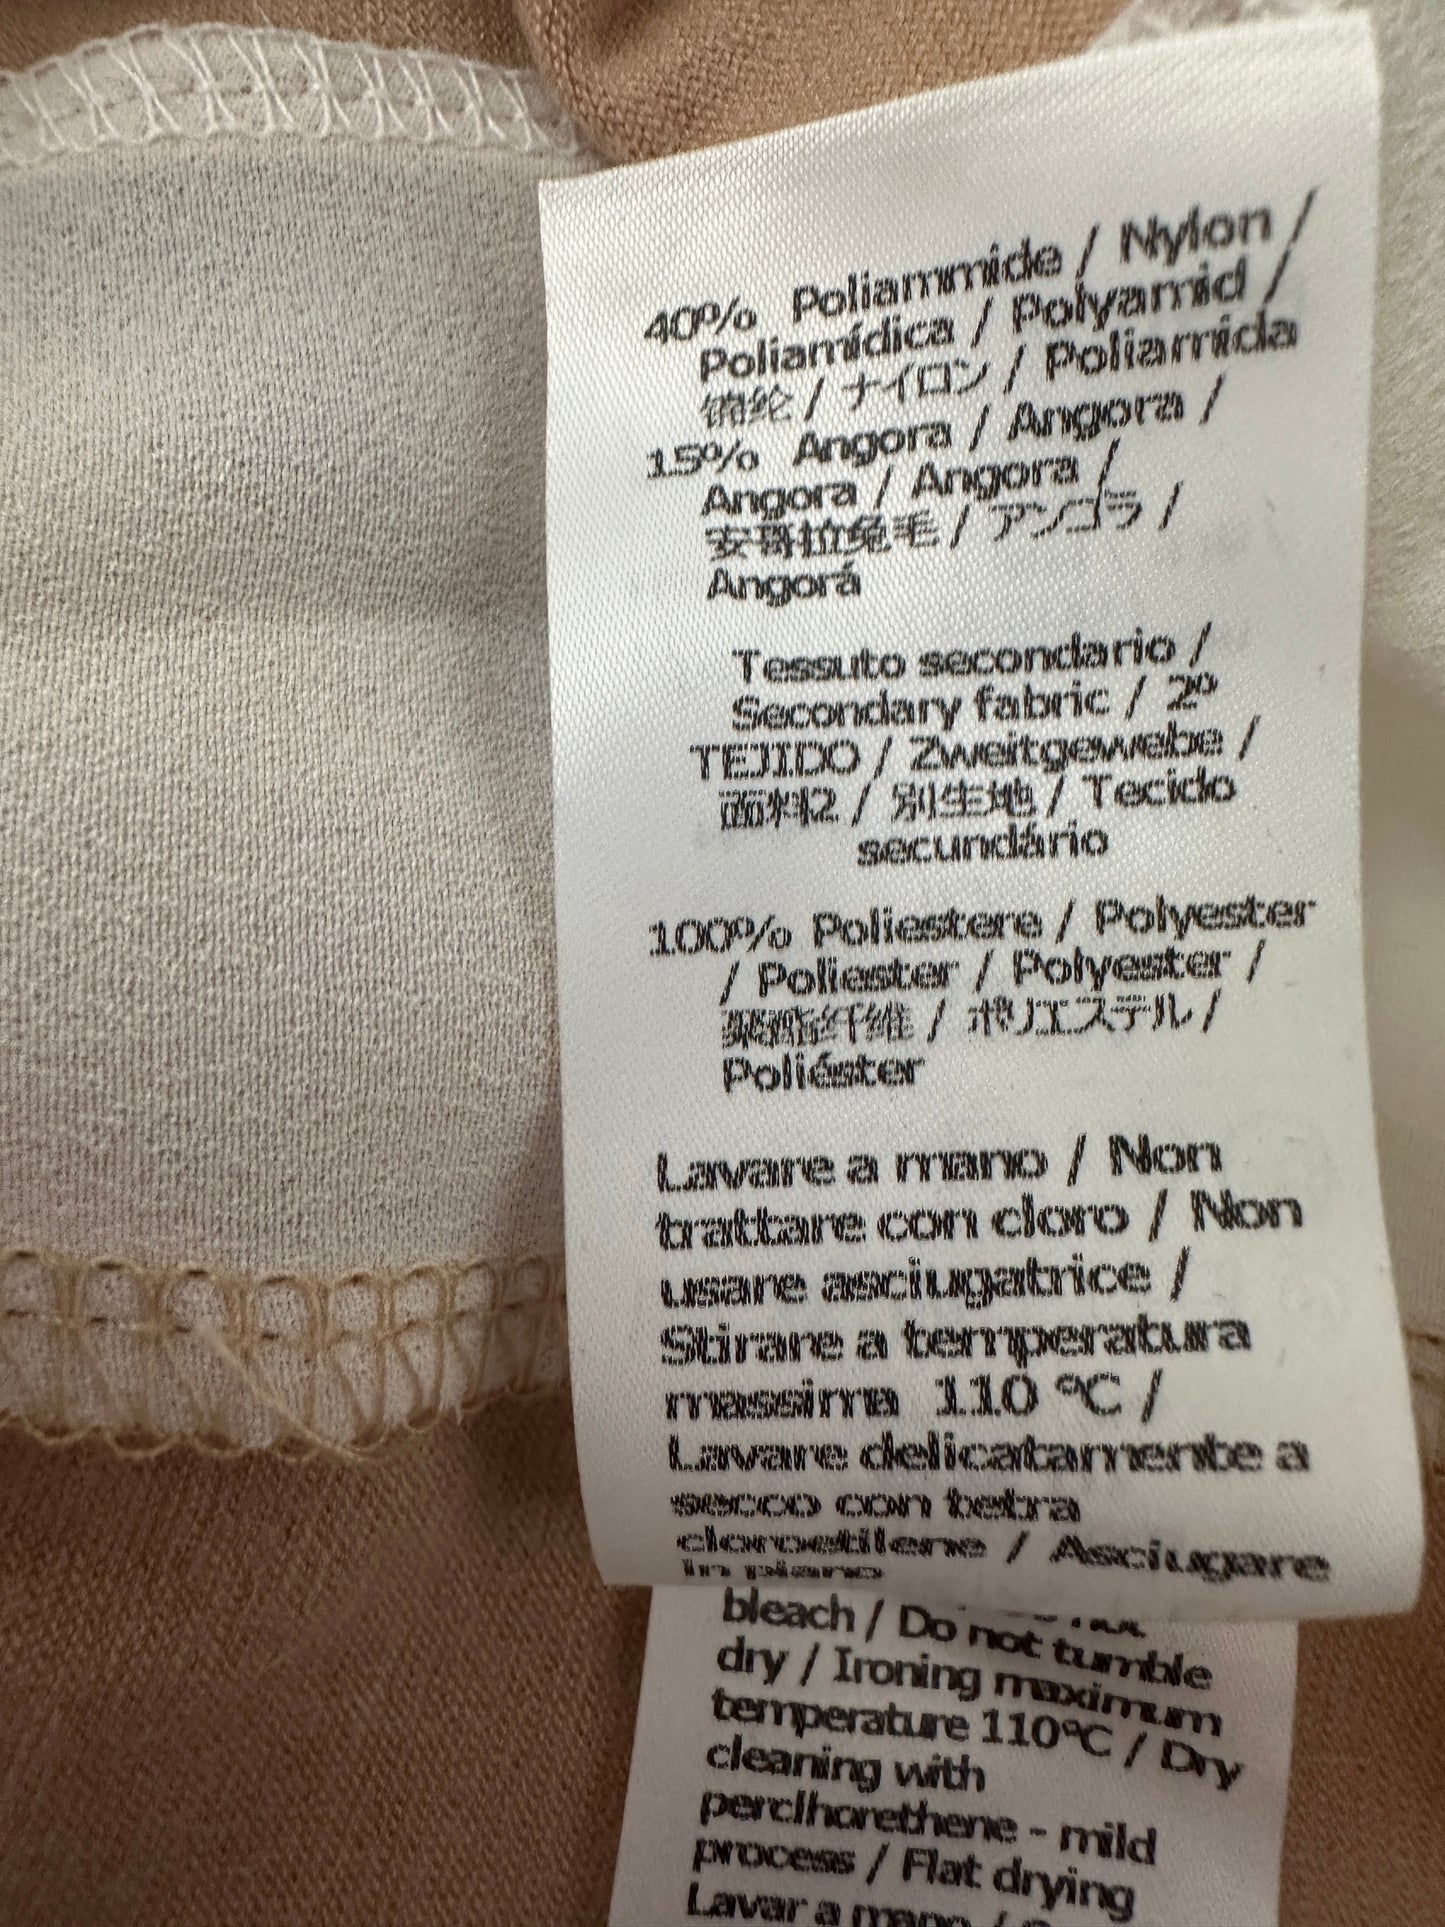 40% Poliammide / Nylon /
Poliamídica / Polyamid /
锦纶 / ナイロン / Poliamida
15% Angora / Angora /
Angora / Angora /
安哥拉兔毛 / アンゴラ /
Angorá
Tessuto secondario /
Secondary fabric / 2º
TEJIDO / Zweitgewebe /
面料2 / 別生地 / Tecido
secundário
100% Poliestere / Polyester
/ Poliester / Polyester /
聚酯纤维 / ポリエステル /
Poliéster
Lavare a mano / Non
trattare con cloro / Non
usare asciugatrice /
Stirare a temperatura
massima 110 °C /
Lavare delicatamente a
secco con tetra
cloroetilene / Asciugare
in piano
not
bleach / Do not tumble
dry / Ironing maximum
temperature 110°C / Dry
cleaning with
perclhorethene - mild
process / Flat drying
Lavar a mano /